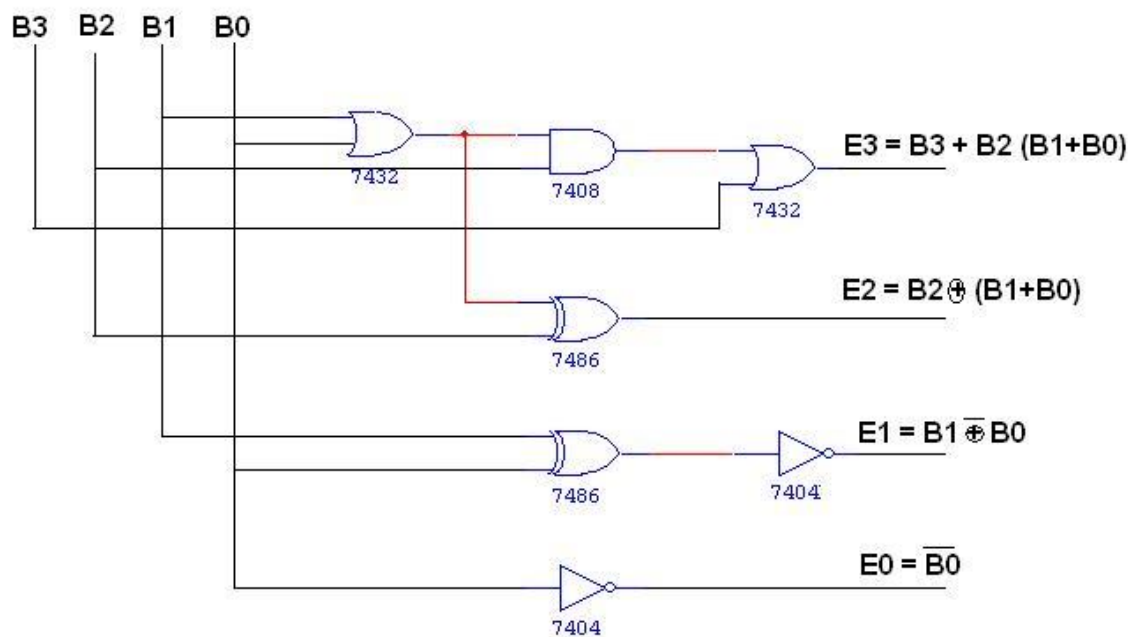 B3 B2 B1 B0
7432
7408
7432
E3 = B3 + B2 (B1+B0)
7486
E2 = B2 ⊕ (B1+B0)
7486
7404
E1 = B1 ⊕̅ B0
7404
E0 = B̅0̅